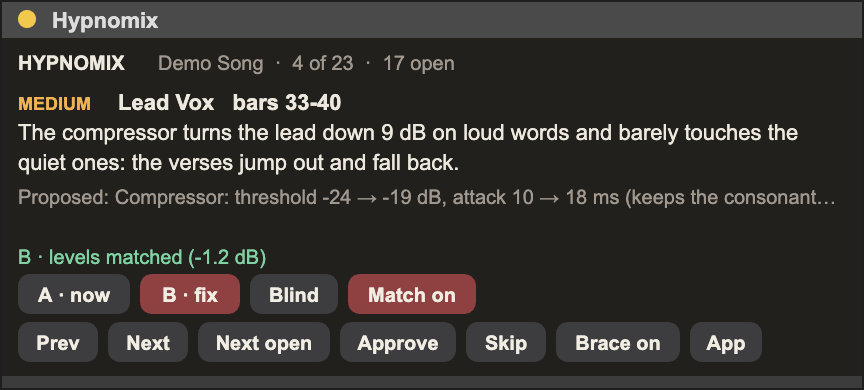 Hypnomix
HYPNOMIX Demo Song · 4 of 23 · 17 open
MEDIUM Lead Vox bars 33-40
The compressor turns the lead down 9 dB on loud words and barely touches the
quiet ones: the verses jump out and fall back.
Proposed: Compressor: threshold -24 → -19 dB, attack 10 → 18 ms (keeps the consonant…
B · levels matched (-1.2 dB)
A · now B · fix Blind Match on
Prev Next Next open Approve Skip Brace on App